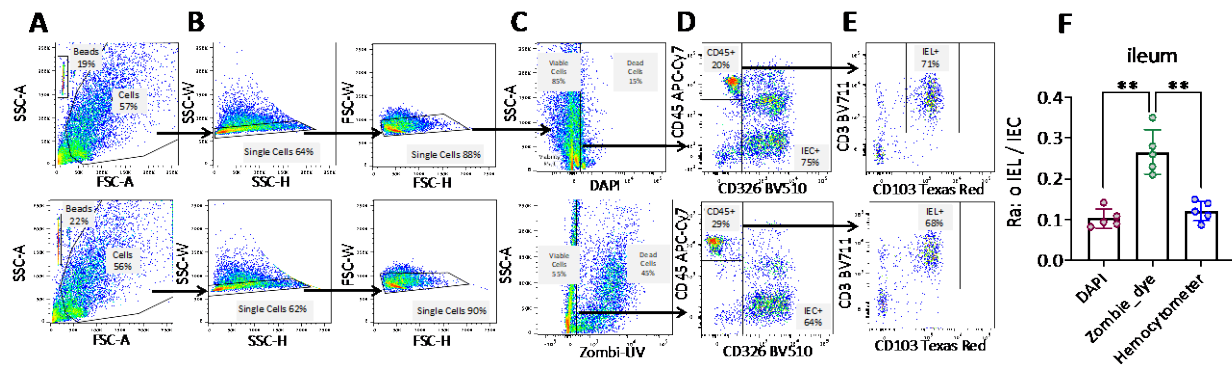 A
B
C
D
E
F
Beads
19%
Cells
57%
SSC-A
FSC-A
SSC-W
Single Cells 64%
SSC-H
FSC-W
Single Cells 88%
FSC-H
SSC-A
Viable
Cells
85%
Dead
Cells
15%
DAPI
CD45 APC-Cy7
CD45+
20%
IEC+
75%
CD326 BV510
CD3 BV711
IEL+
71%
CD103 Texas Red
Beads
22%
Cells
56%
SSC-A
FSC-A
SSC-W
Single Cells 62%
SSC-H
FSC-W
Single Cells 90%
FSC-H
SSC-A
Viable
Cells
55%
Dead
Cells
45%
Zombi-UV
CD45 APC-Cy7
CD45+
29%
IEC+
64%
CD326 BV510
CD3 BV711
IEL+
68%
CD103 Texas Red
ileum
** **
Ra: o IEL / IEC
0.4
0.3
0.2
0.1
0.0
DAPI
Zombie_dye
Hemocytometer